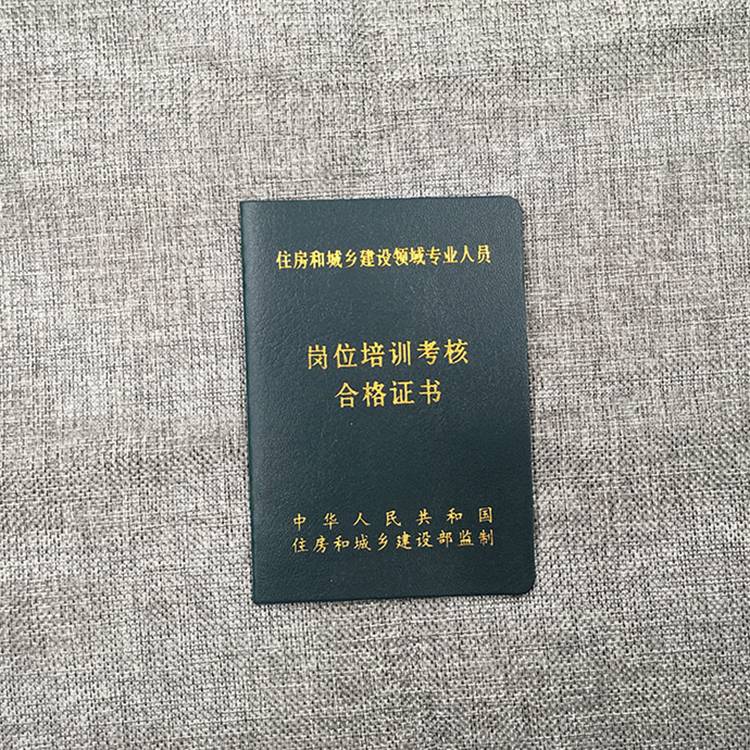 住房和城乡建设领域专业人员
岗位培训考核
合格证书
中华人民共和国
住房和城乡建设部监制